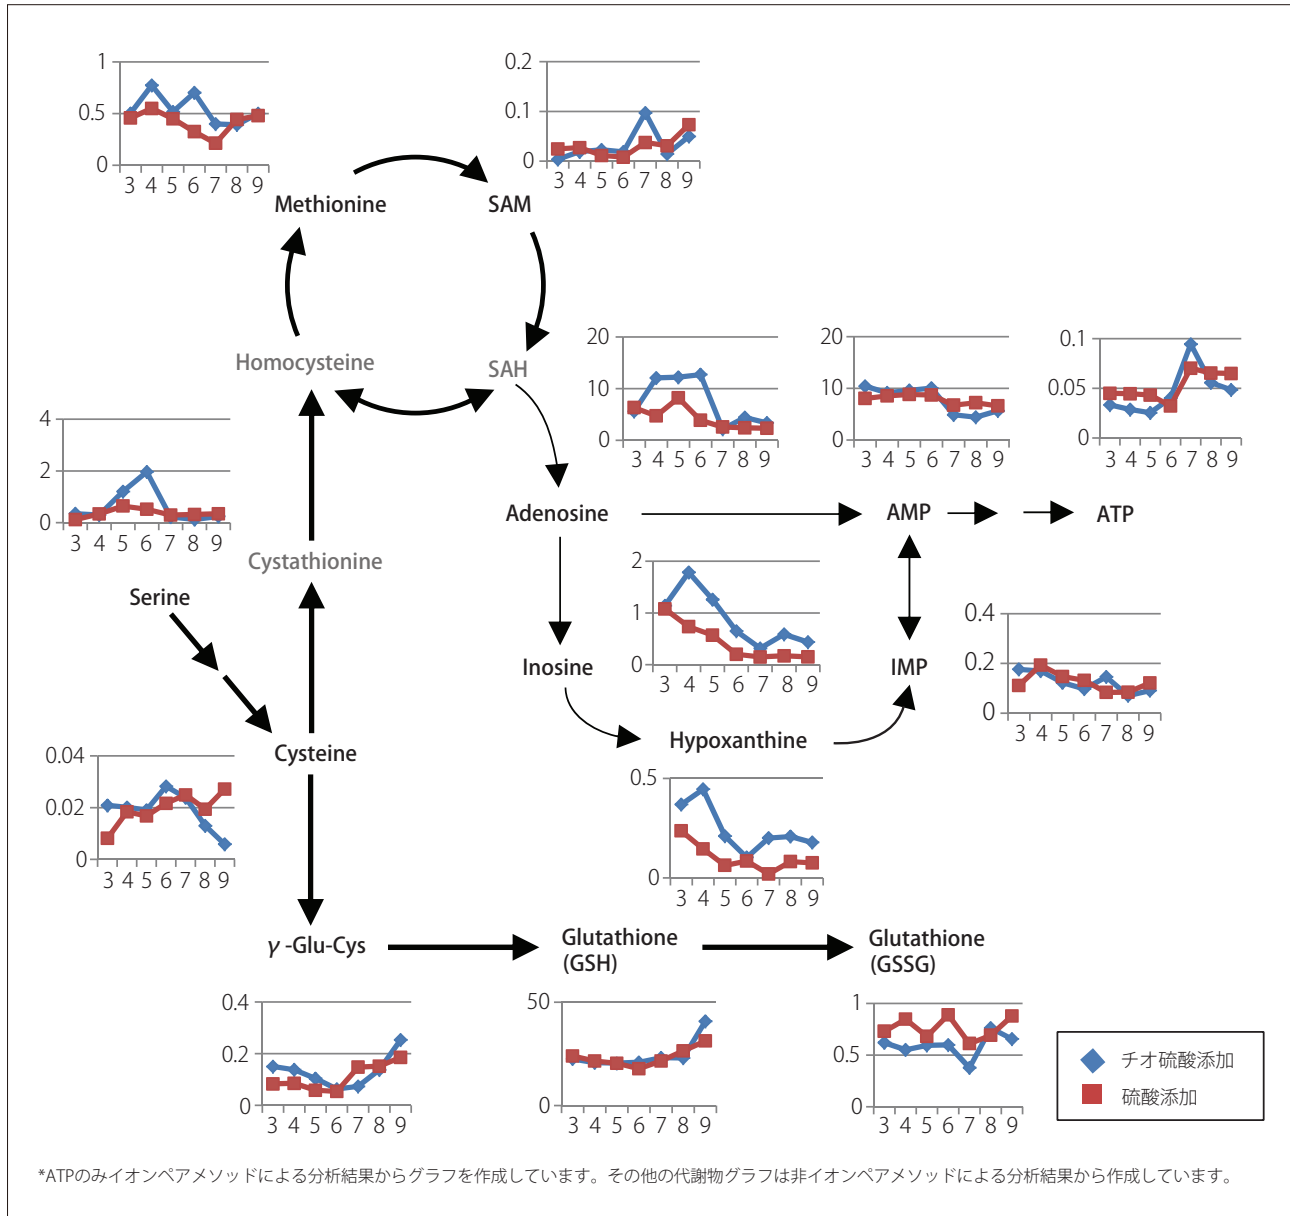 1
0.5
0
3 4 5 6 7 8 9
0.2
0.1
0
3 4 5 6 7 8 9
Methionine
SAM
Homocysteine
SAH
20
10
0
3 4 5 6 7 8 9
20
10
0
3 4 5 6 7 8 9
0.1
0.05
0
3 4 5 6 7 8 9
4
2
0
3 4 5 6 7 8 9
Adenosine
AMP
ATP
Cystathionine
Serine
2
1
0
3 4 5 6 7 8 9
Inosine
IMP
0.4
0.2
0
3 4 5 6 7 8 9
Cysteine
Hypoxanthine
0.04
0.02
0
3 4 5 6 7 8 9
0.5
0
3 4 5 6 7 8 9
γ-Glu-Cys
Glutathione
(GSH)
Glutathione
(GSSG)
0.4
0.2
0
3 4 5 6 7 8 9
50
0
3 4 5 6 7 8 9
1
0.5
0
3 4 5 6 7 8 9
チオ硫酸添加
硫酸添加
*ATPのみイオンペアメソッドによる分析結果からグラフを作成しています。その他の代謝物グラフは非イオンペアメソッドによる分析結果から作成しています。